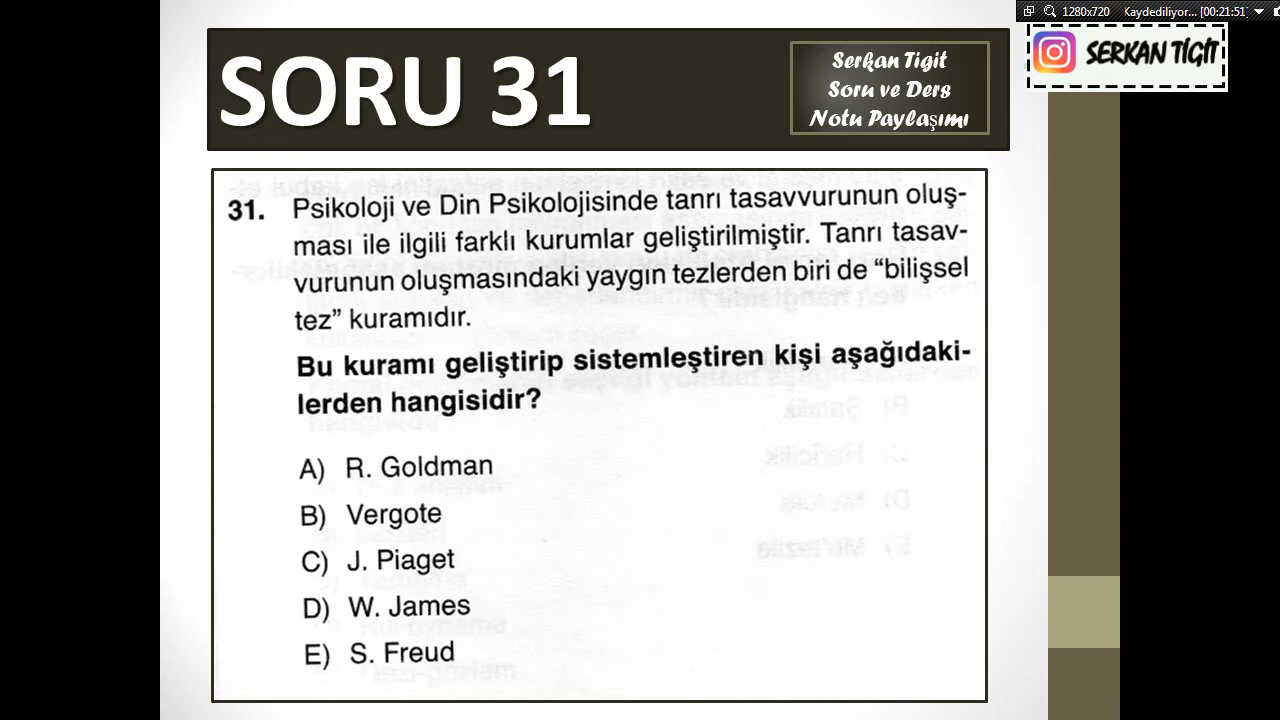 1280x720 Kaydediliyor... [00:21:51]
SERKAN TİGİT
SORU 31
Serkan Tigit
Soru ve Ders
Notu Paylaşımı
31. Psikoloji ve Din Psikolojisinde tanrı tasavvurunun oluş-
ması ile ilgili farklı kurumlar geliştirilmiştir. Tanrı tasav-
vurunun oluşmasındaki yaygın tezlerden biri de “bilişsel
tez” kuramıdır.
Bu kuramı geliştirip sistemleştiren kişi aşağıdaki-
lerden hangisidir?
A) R. Goldman
B) Vergote
C) J. Piaget
D) W. James
E) S. Freud